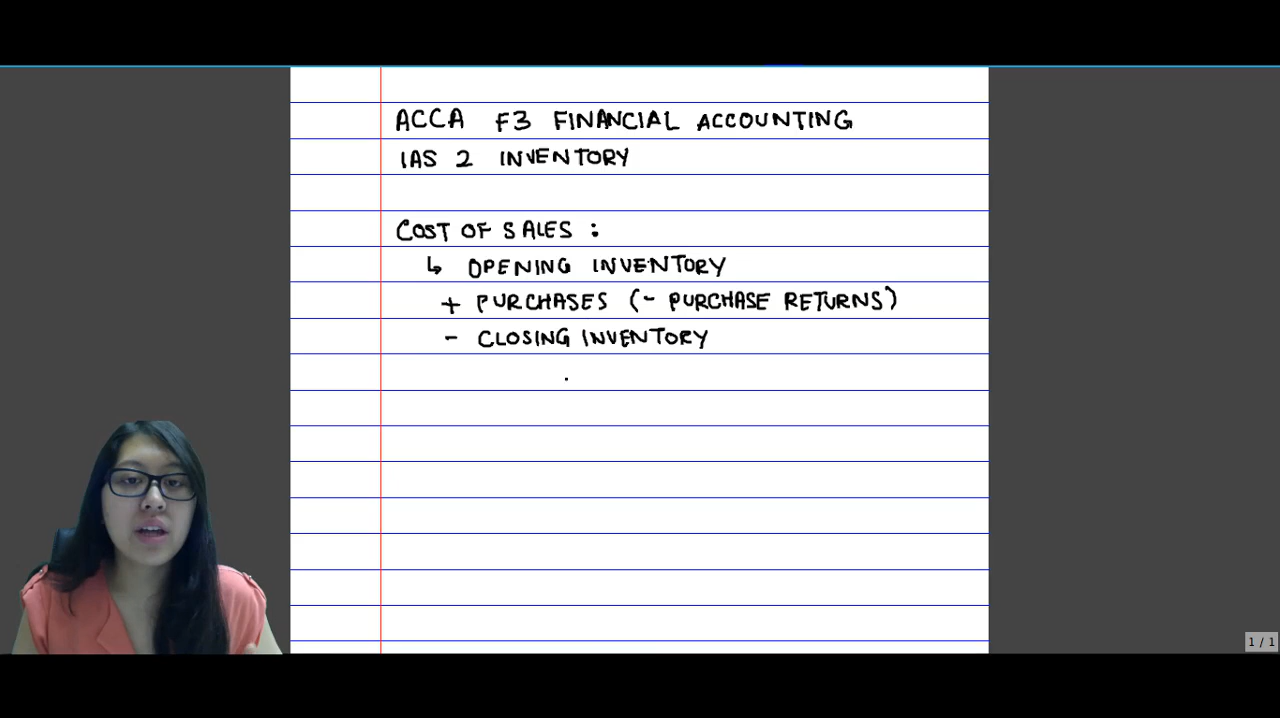 ACCA F3 FINANCIAL ACCOUNTING
IAS 2 INVENTORY
COST OF SALES :
↳ OPENING INVENTORY
+ PURCHASES (- PURCHASE RETURNS)
- CLOSING INVENTORY
1 / 1